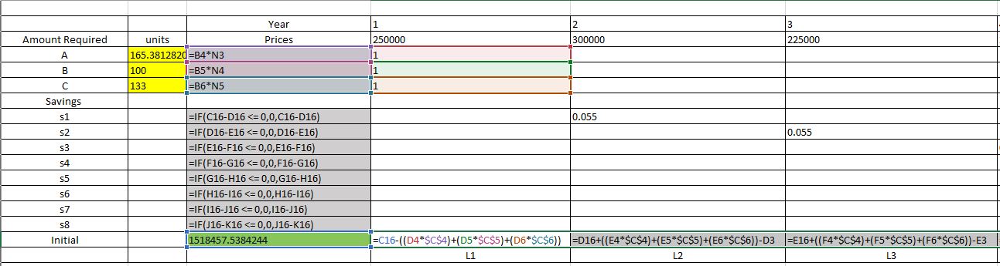 Year 1 2 3
Amount Required units Prices 250000 300000 225000
A 165.3812820 =B4*N3 1
B 100 =B5*N4 1
C 133 =B6*N5 1
Savings
s1 =IF(C16-D16 <= 0,0,C16-D16) 0.055
s2 =IF(D16-E16 <= 0,0,D16-E16) 0.055
s3 =IF(E16-F16 <= 0,0,E16-F16)
s4 =IF(F16-G16 <= 0,0,F16-G16)
s5 =IF(G16-H16 <= 0,0,G16-H16)
s6 =IF(H16-I16 <= 0,0,H16-I16)
s7 =IF(I16-J16 <= 0,0,I16-J16)
s8 =IF(J16-K16 <= 0,0,J16-K16)
Initial 1518457.5384244 =C16-((D4*$C$4)+(D5*$C$5)+(D6*$C$6)) =D16+((E4*$C$4)+(E5*$C$5)+(E6*$C$6))-D3 =E16+((F4*$C$4)+(F5*$C$5)+(F6*$C$6))-E3
L1 L2 L3